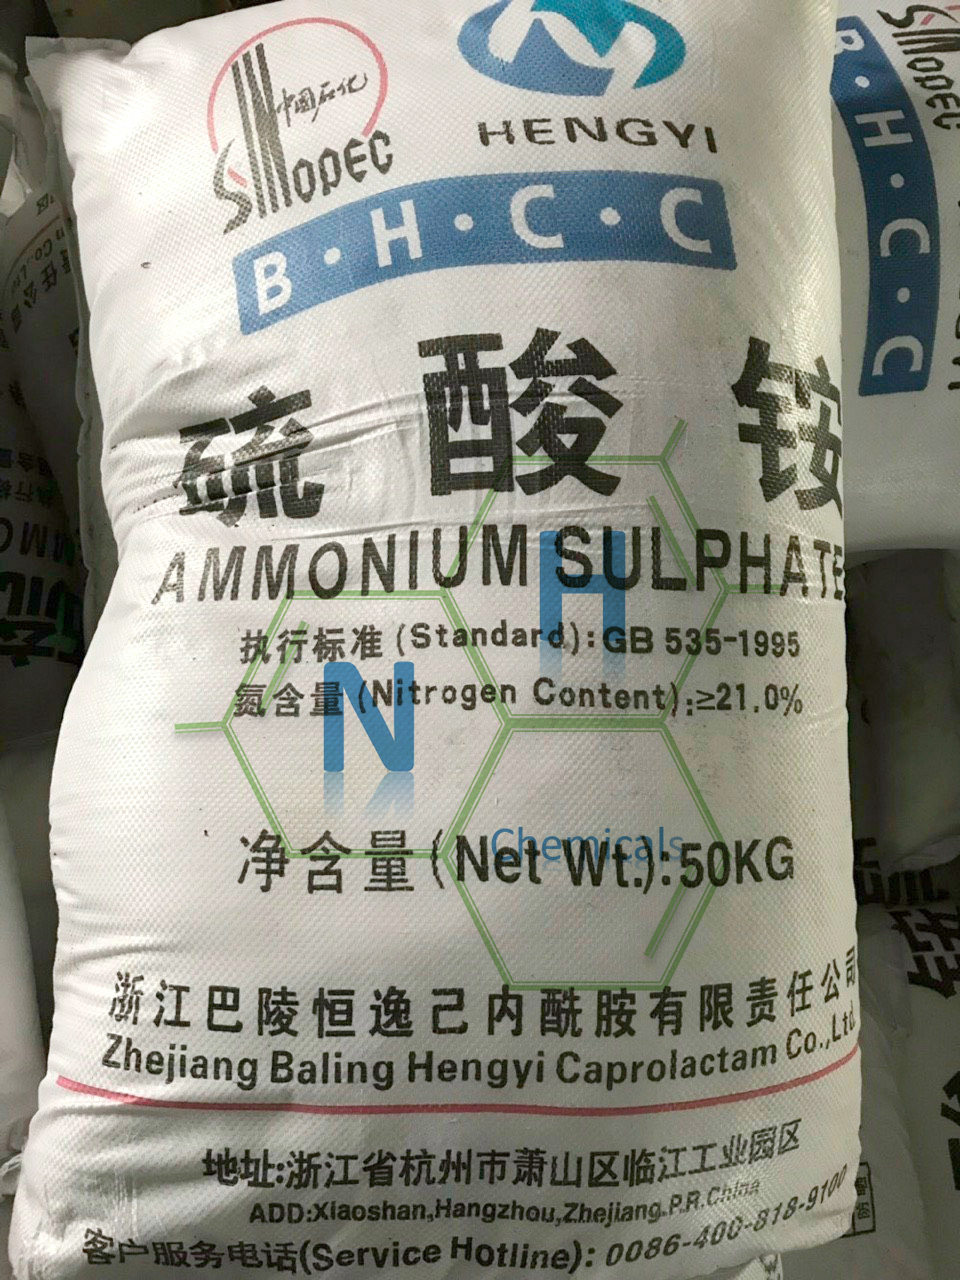 中国石化
SINOPEC
HENGYI
B·H·C·C
硫酸铵
AMMONIUM SULPHATE
执行标准(Standard):GB 535-1995
氮含量(Nitrogen Content):≥21.0%
N H
Chemicals
净含量(Net Wt.):50KG
浙江巴陵恒逸己内酰胺有限责任公司
Zhejiang Baling Hengyi Caprolactam Co.,Ltd.
地址:浙江省杭州市萧山区临江工业园区
ADD:Xiaoshan,Hangzhou,Zhejiang.P.R.China
客户服务电话(Service Hotline): 0086-400-818-9100
SINOPEC
B·H·C·C